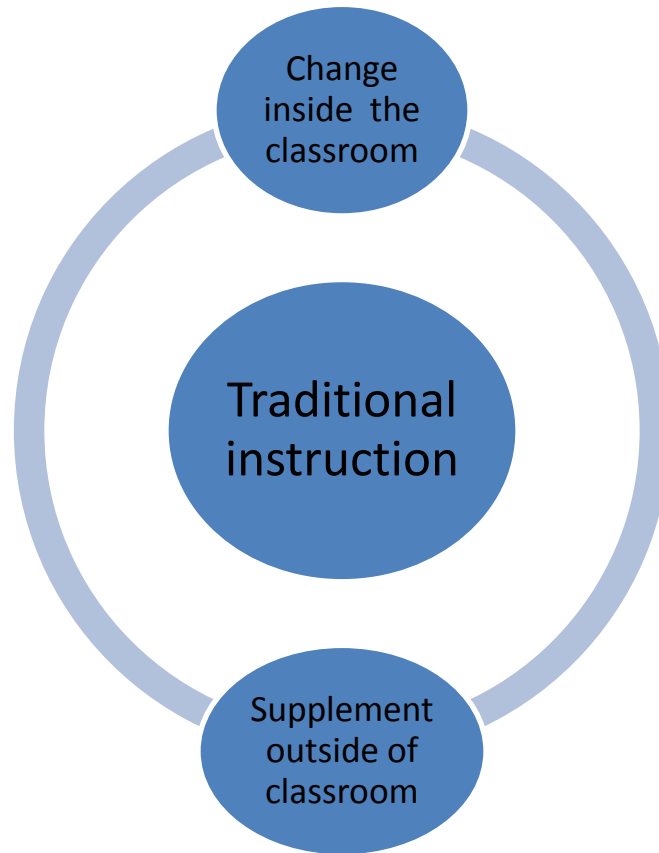 Change
inside  the
classroom
Traditional
instruction
Supplement
outside of
classroom